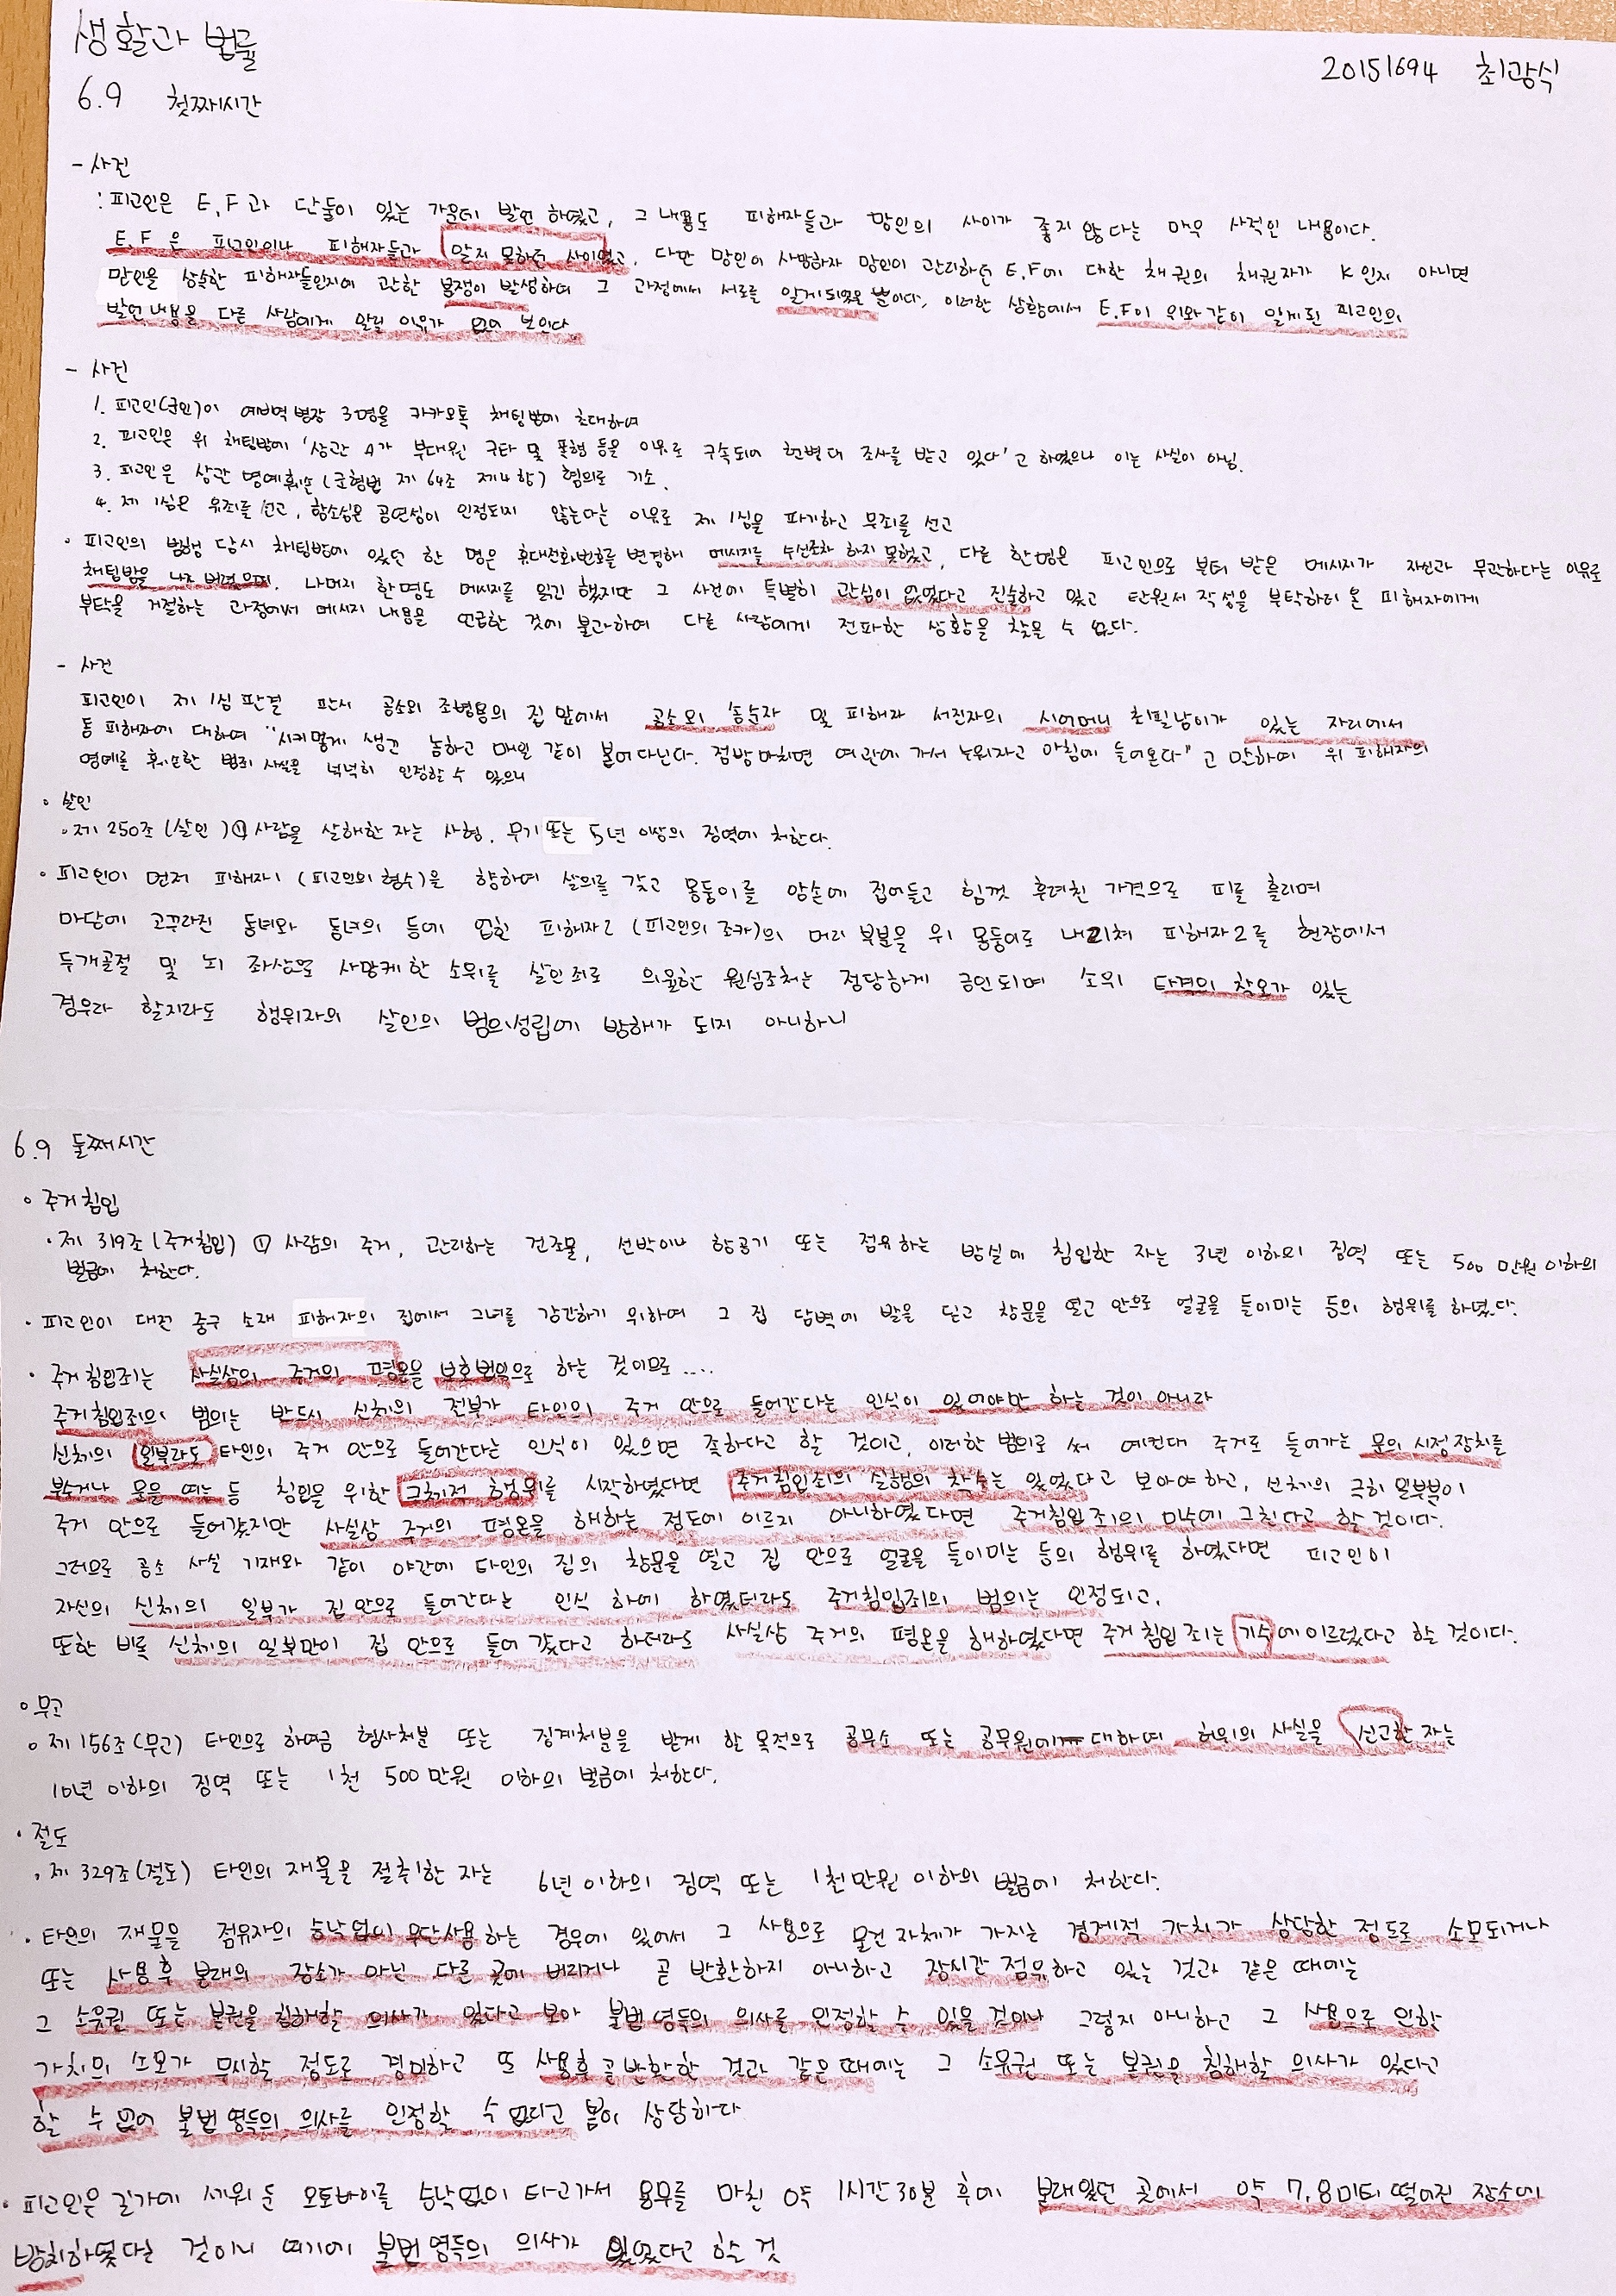 생활과 법률
20151694 최광식
6.9 첫째시간
- 사건
: 피고인은 E, F과 단둘이 있는 가운데 발언 하였고, 그 내용도 피해자들과 망인의 사이가 좋지 않다는 매우 사적인 내용이다.
E, F은 피고인이나 피해자들과 알지 못하던 사이였고, 다만 망인이 사망하자 망인이 관리하던 E,F에 대한 채권의 채권자가 K인지 아니면
망인을 상속한 피해자들인지에 관한 분쟁이 발생하여 그 과정에서 서로를 알게되었을 뿐이다. 이러한 상황에서 E,F이 위와같이 알게된 피고인의
발언내용을 다른 사람에게 알릴 이유가 없어 보인다.
- 사건
1. 피고인(군인)이 예비역병장 3명을 카카오톡 채팅방에 초대하여
2. 피고인은 위 채팅방에 '상관 A가 부대원 구타 및 폭행 등을 이유로 구속되어 헌병대 조사를 받고 있다'고 하였으나 이는 사실이 아님.
3. 피고인은 상관 명예훼손(군형법 제 64조 제4항) 혐의로 기소.
4. 제 1심은 유죄를 선고, 항소심은 공연성이 인정되지 않는다는 이유로 제 1심을 파기하고 무죄를 선고
· 피고인의 범행 당시 채팅방에 있던 한 명은 휴대전화번호를 변경해 메시지를 수신조차 하지 못했고, 다른 한명은 피고인으로 부터 받은 메시지가 자신과 무관하다는 이유로
채팅방을 나가 버렸으며, 나머지 한명도 메시지를 읽긴 했지만 그 사건에 특별히 관심이 없었다고 진술하고 있고 탄원서 작성을 부탁하러 온 피해자에게
부탁을 거절하는 과정에서 메시지 내용을 언급한 것에 불과하여 다른 사람에게 전파한 상황을 찾을 수 없다.
- 사건
피고인이 제 1심 판결 판시 공소외 조병용의 집 앞에서 공소외 송수자 및 피해자 서진자의 시어머니 최필남이가 있는 자리에서
동 피해자에 대하여 "시커멓게 생긴 놈하고 매일 같이 붙어다닌다. 점방 마치면 여관에 가서 누워자고 아침에 들어온다"고 말하여 위 피해자의
명예를 훼손한 범죄 사실을 넉넉히 인정할 수 있으니
◦ 살인
◦ 제 250조 (살인) ① 사람을 살해한 자는 사형, 무기 또는 5년 이상의 징역에 처한다.
· 피고인이 먼저 피해자1 (피고인의 형수)을 향하여 살의를 갖고 몽둥이를 양손에 집어들고 힘껏 후려친 가격으로 피를 흘리며
마당에 고꾸라진 동녀와 동녀의 등에 업힌 피해자2 (피고인의 조카)의 머리 부분을 위 몽둥이로 내리쳐 피해자2를 현장에서
두개골절 및 뇌 좌상으로 사망케 한 소위를 살인죄로 의율한 원심조처는 정당하게 긍인되며 소위 타격의 착오가 있는
경우라 할지라도 행위자의 살인의 범의성립에 방해가 되지 아니하니
6.9 둘째시간
◦ 주거침입
· 제 319조 (주거침입) ① 사람의 주거, 관리하는 건조물, 선박이나 항공기 또는 점유하는 방실에 침입한 자는 3년 이하의 징역 또는 500만원 이하의
벌금에 처한다.
· 피고인이 대전 중구 소재 피해자의 집에서 그녀를 강간하기 위하여 그 집 담벽에 발을 딛고 창문을 열고 안으로 얼굴을 들이미는 등의 행위를 하였다.
· 주거침입죄는 사실상의 주거의 평온을 보호법익으로 하는 것이므로 ....
주거침입죄의 범의는 반드시 신체의 전부가 타인의 주거 안으로 들어간다는 인식이 있어야만 하는 것이 아니라
신체의 일부라도 타인의 주거 안으로 들어간다는 인식이 있으면 족하다고 할 것이고, 이러한 범의로 써 예컨대 주거로 들어가는 문의 시정장치를
부수거나 문을 여는 등 침입을 위한 구체적 행위를 시작하였다면 주거침입죄의 실행의 착수는 있었다고 보아야 하고, 신체의 극히 일부분이
주거 안으로 들어갔지만 사실상 주거의 평온을 해하는 정도에 이르지 아니하였다면 주거침입죄의 미수에 그친다고 할 것이다.
그러므로 공소 사실 기재와 같이 야간에 타인의 집의 창문을 열고 집 안으로 얼굴을 들이미는 등의 행위를 하였다면 피고인이
자신의 신체의 일부가 집안으로 들어간다는 인식 하에 하였더라도 주거침입죄의 범의는 인정되고,
또한 비록 신체의 일부만이 집 안으로 들어 갔다고 하더라도 사실상 주거의 평온을 해하였다면 주거 침입 죄는 기수에 이르렀다고 할 것이다.
◦ 무고
◦ 제 156조 (무고) 타인으로 하여금 형사처분 또는 징계처분을 받게 할 목적으로 공무소 또는 공무원에 대하여 허위의 사실을 신고한 자는
10년 이하의 징역 또는 1천 500만원 이하의 벌금에 처한다.
· 절도
· 제 329조 (절도) 타인의 재물을 절취한 자는 6년 이하의 징역 또는 1천만원 이하의 벌금에 처한다.
· 타인의 재물을 점유자의 승낙없이 무단사용하는 경우에 있어서 그 사용으로 물건 자체가 가지는 경제적 가치가 상당한 정도로 소모되거나
또는 사용 후 본래의 장소가 아닌 다른 곳에 버리거나 곧 반환하지 아니하고 장시간 점유하고 있는 것과 같은 때에는
그 소유권 또는 본권을 침해할 의사가 있다고 보아 불법 영득의 의사를 인정할 수 있을 것이나 그렇지 아니하고 그 사용으로 인한
가치의 소모가 무시할 정도로 경미하고 또 사용후 곧 반환한 것과 같은 때에는 그 소유권 또는 본권을 침해할 의사가 있다고
할 수 없어 불법 영득의 의사를 인정할 수 없다고 봄이 상당하다
· 피고인은 길가에 세워 둔 오토바이를 승낙없이 타고가서 용무를 마친 약 1시간 30분 후에 본래있던 곳에서 약 7,8미터 떨어진 장소에
방치하였다는 것이니 여기에 불법 영득의 의사가 있었다고 할 것